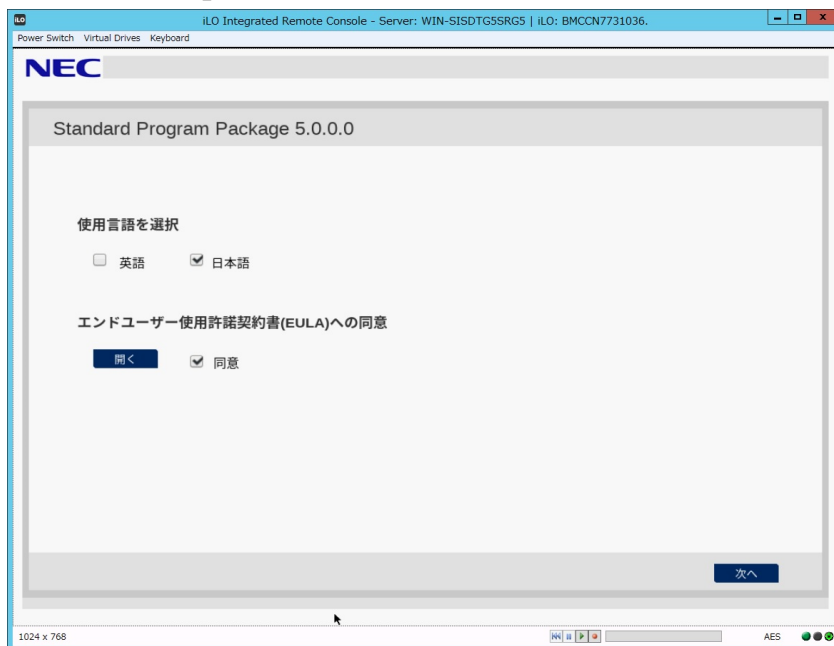 iLO
iLO Integrated Remote Console - Server: WIN-SISDTG5SRG5 | iLO: BMCCN7731036.
Power Switch Virtual Drives Keyboard
NEC
Standard Program Package 5.0.0.0
使用言語を選択
英語 日本語
エンドユーザー使用許諾契約書(EULA)への同意
開く 同意
次へ
1024 x 768 AES